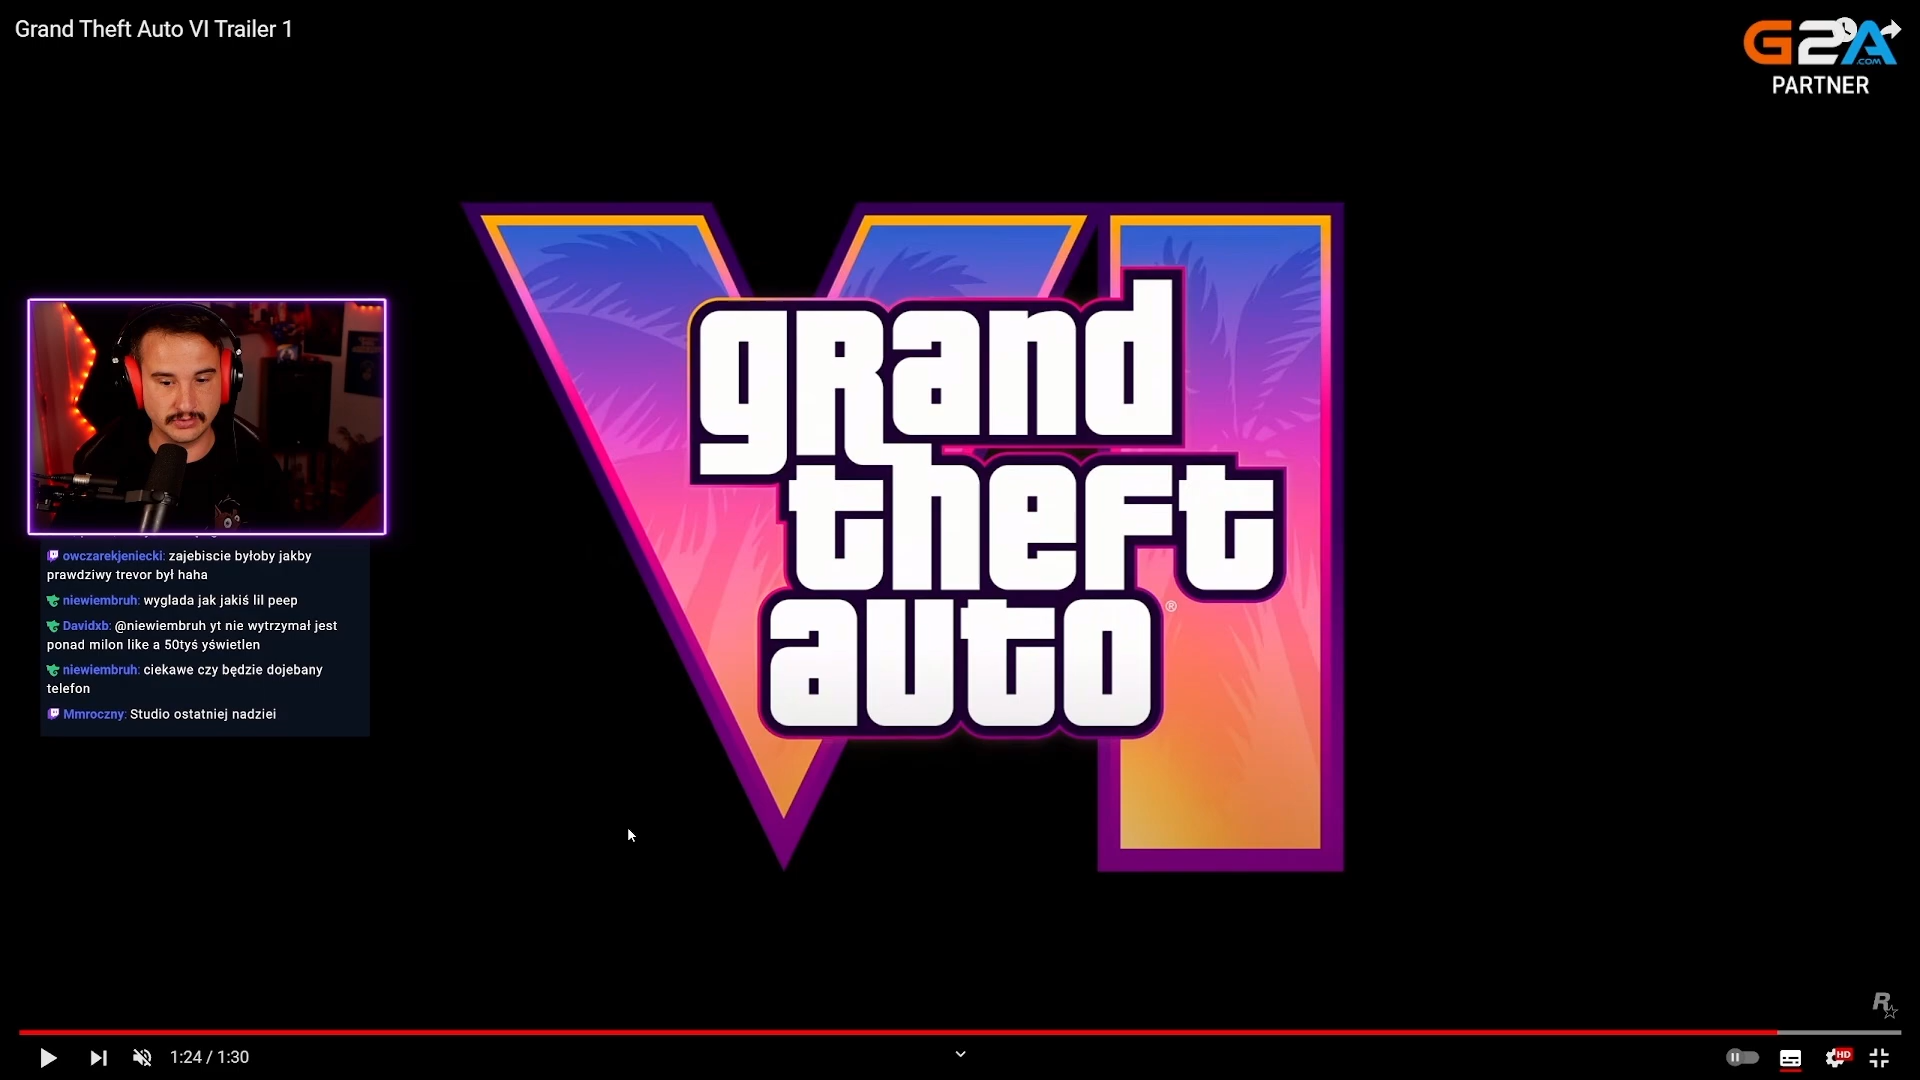 Grand Theft Auto VI Trailer 1
G2A
.COM
PARTNER
VI
grand
theft
auto
®
owczarekjeniecki: zajebiscie byłoby jakby
prawdziwy trevor był haha
niewiembruh: wyglada jak jakiś lil peep
Davidxb: @niewiembruh yt nie wytrzymał jest
ponad milon like a 50tyś yświetlen
niewiembruh: ciekawe czy będzie dojebany
telefon
Mmroczny: Studio ostatniej nadziei
R
1:24 / 1:30
HD